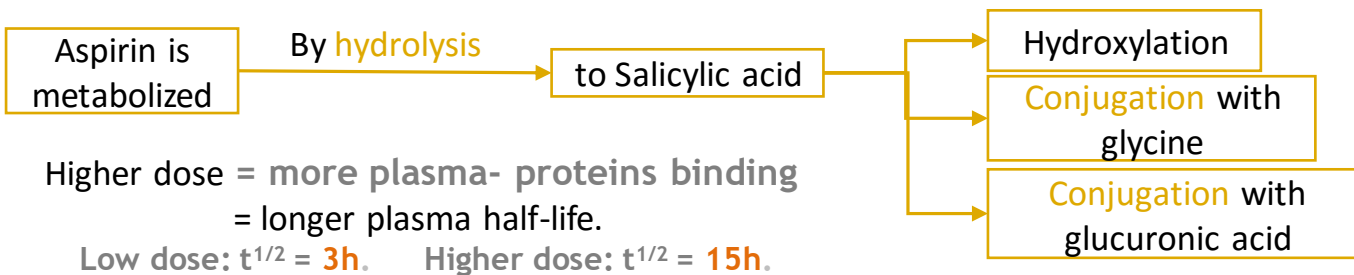 Aspirin is
metabolized
By hydrolysis
to Salicylic acid
Hydroxylation
Conjugation with
glycine
Conjugation with
glucuronic acid
Higher dose = more plasma- proteins binding
= longer plasma half-life.
Low dose: t1/2 = 3h. Higher dose: t1/2 = 15h.